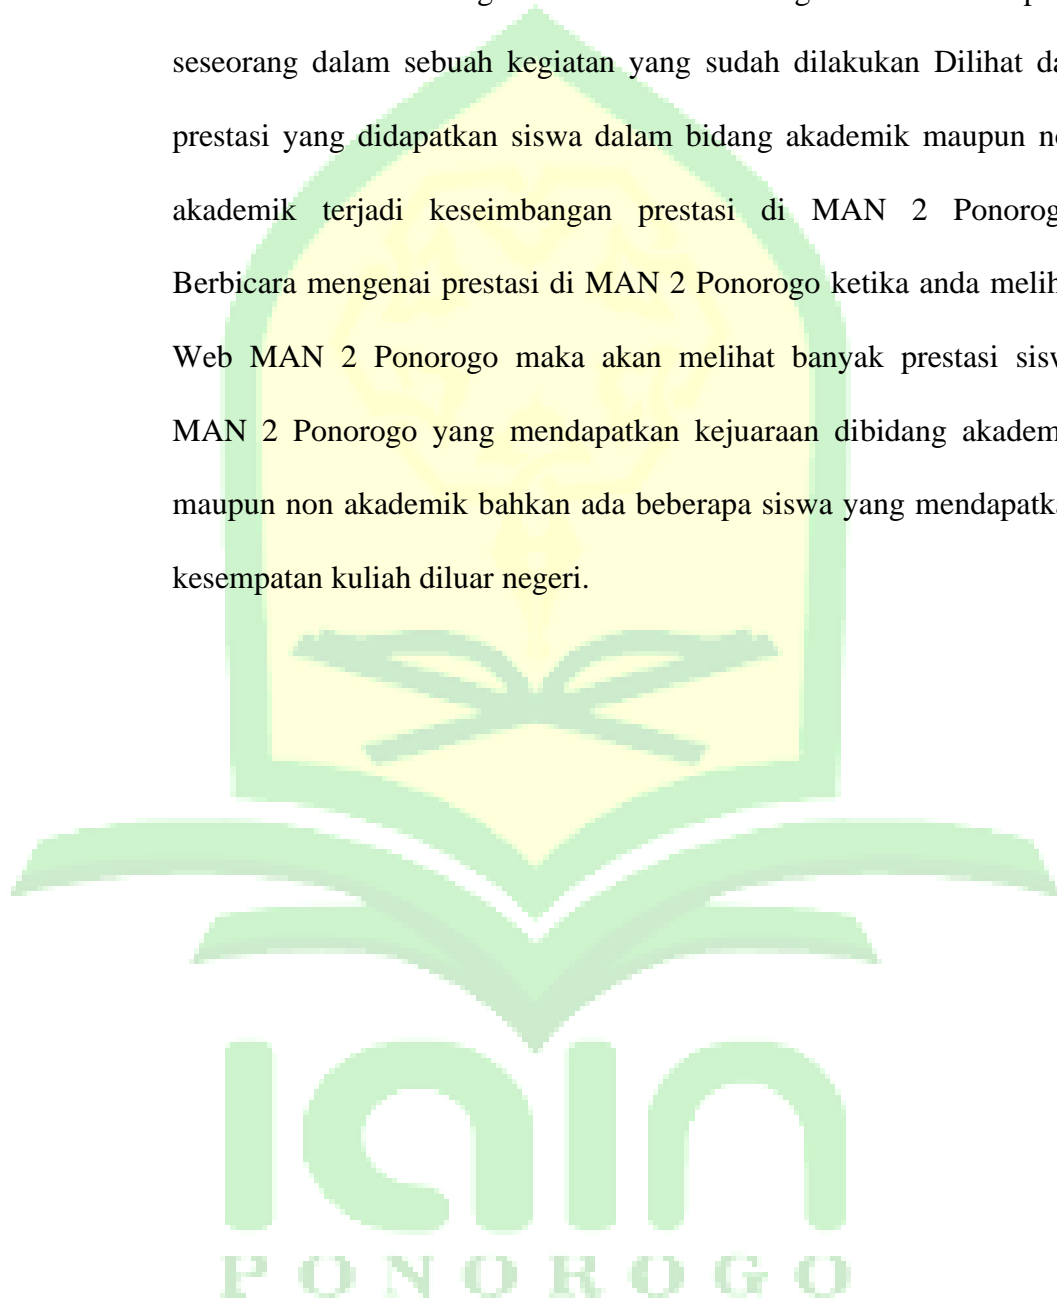 seseorang dalam sebuah kegiatan yang sudah dilakukan Dilihat da
prestasi yang didapatkan siswa dalam bidang akademik maupun no
akademik terjadi keseimbangan prestasi di MAN 2 Ponorog
Berbicara mengenai prestasi di MAN 2 Ponorogo ketika anda melih
Web MAN 2 Ponorogo maka akan melihat banyak prestasi sisw
MAN 2 Ponorogo yang mendapatkan kejuaraan dibidang akadem
maupun non akademik bahkan ada beberapa siswa yang mendapatka
kesempatan kuliah diluar negeri.
iain
PONOROGO